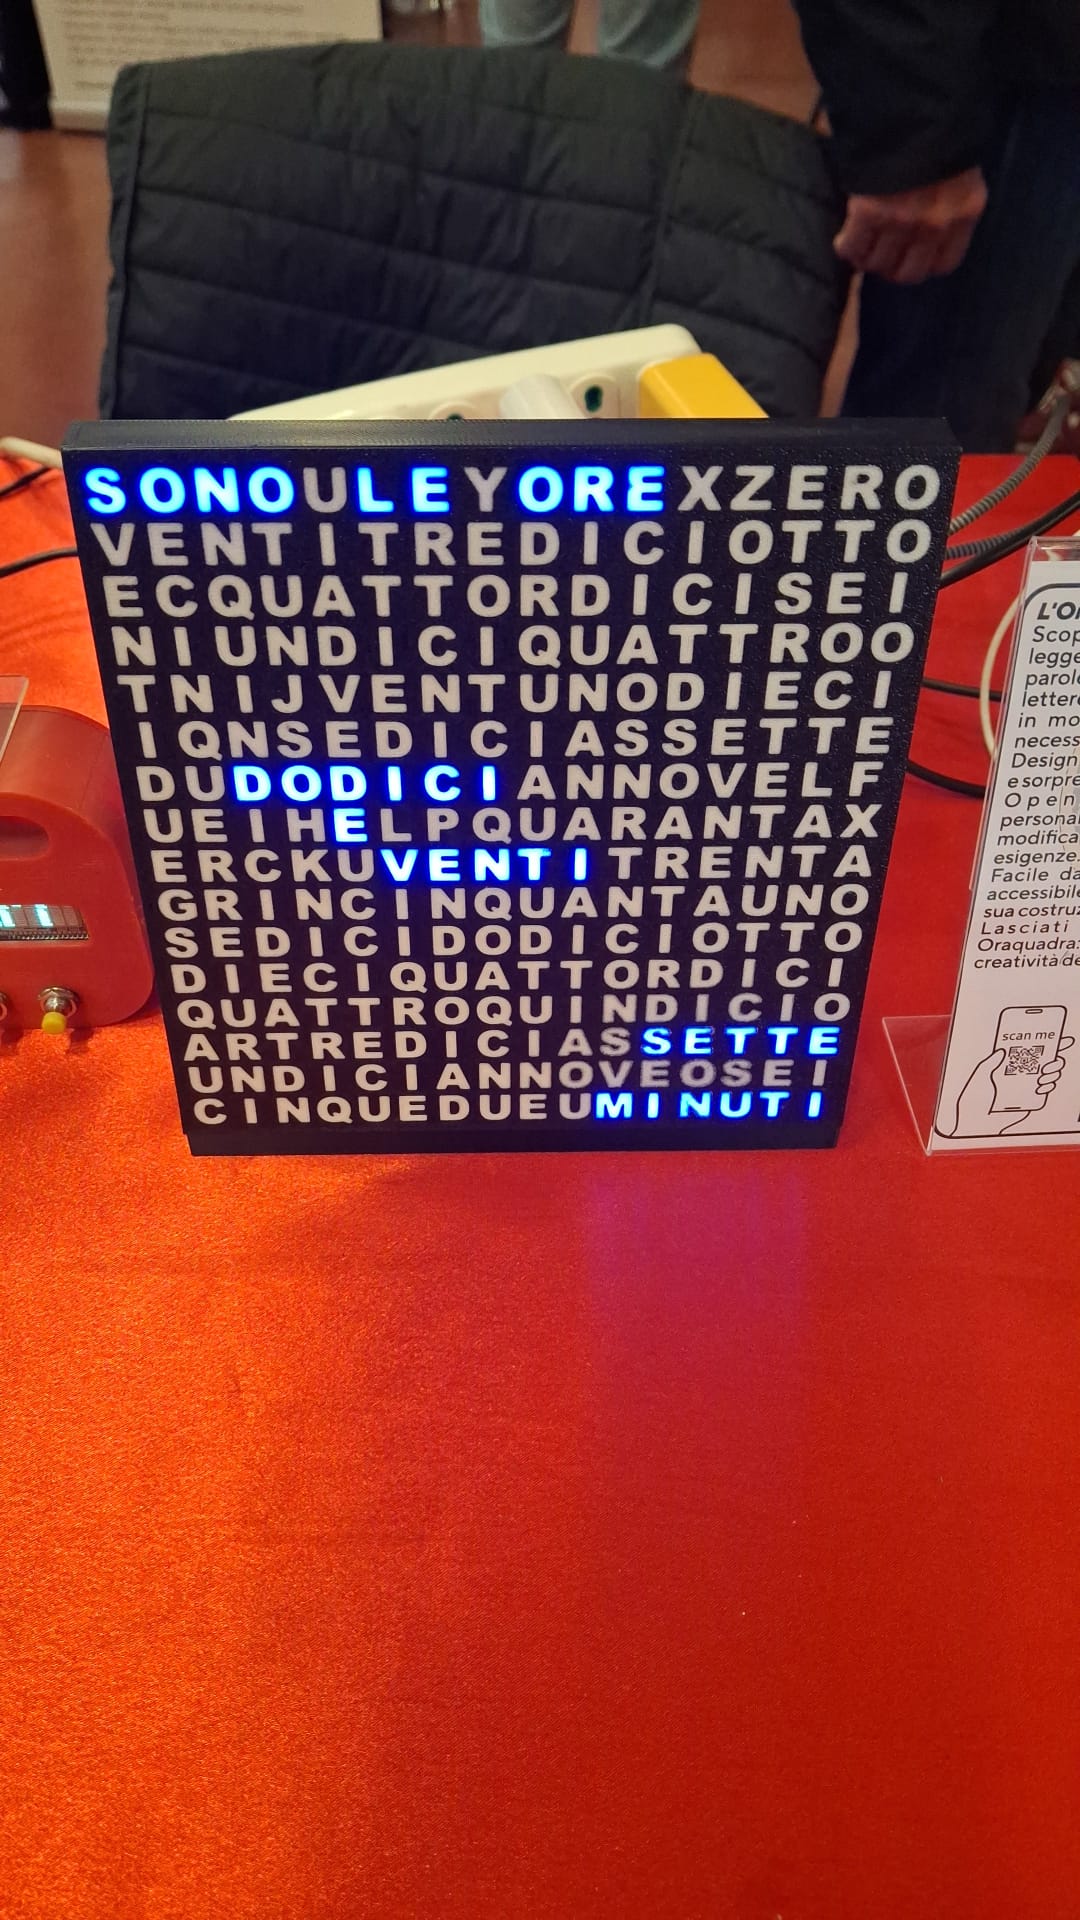 SONOULEYOREXZERO
VENTITREDICIOTTO
ECQUATTORDICISEI
NIUNDICIQUATTROO
TNIJVENTUNODIECI
IQNSEDICIASSETTE
DUDODICIANNOVELF
UEIHELPQUARANTAX
ERCKUVENTITRENTA
GRINCINQUANTAUNO
SEDICIDODICIOTTO
DIECIQUATTORDICI
QUATTROQUINDICIO
ARTREDICIASSETTE
UNDICIANNOVEOSEI
CINQUEDUEUMINUTI
Scop
legge
parole
lettere
in mo
necess
Design
e sorpre
Open
persona
modifica
esigenze.
Facile da
accessibile
sua costruz
Lasciati
Oraquadra:
creatività de
scan me